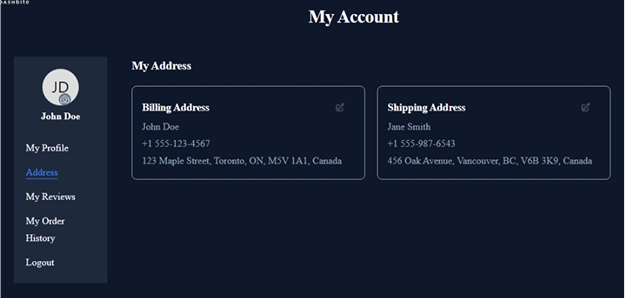 DASHbite
My Account
JD
John Doe
My Profile
Address
My Reviews
My Order
History
Logout
My Address
Billing Address
John Doe
+1 555-123-4567
123 Maple Street, Toronto, ON, M5V 1A1, Canada
Shipping Address
Jane Smith
+1 555-987-6543
456 Oak Avenue, Vancouver, BC, V6B 3K9, Canada